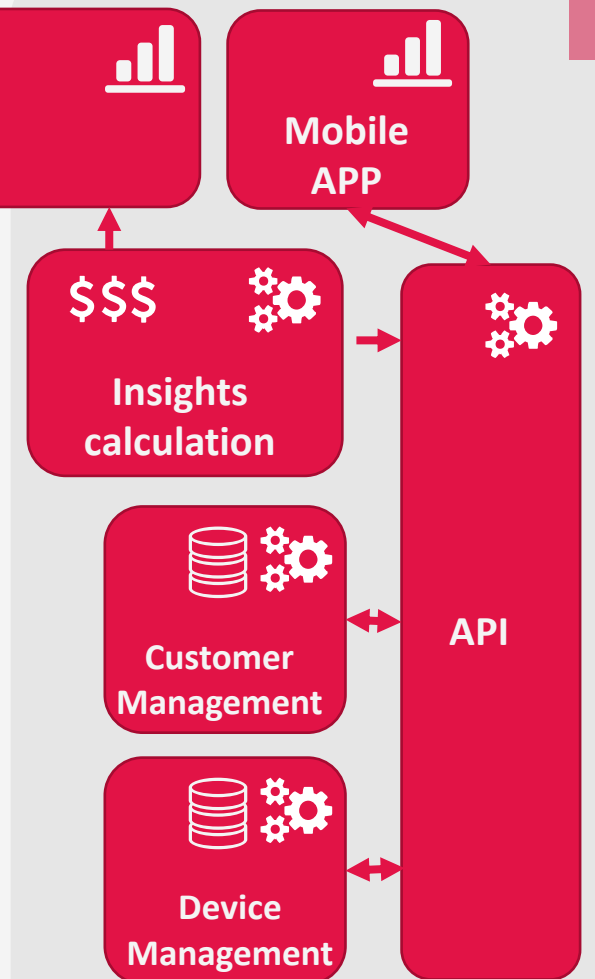 Mobile
APP
$$$
Insights
calculation
Customer
Management
API
Device
Management